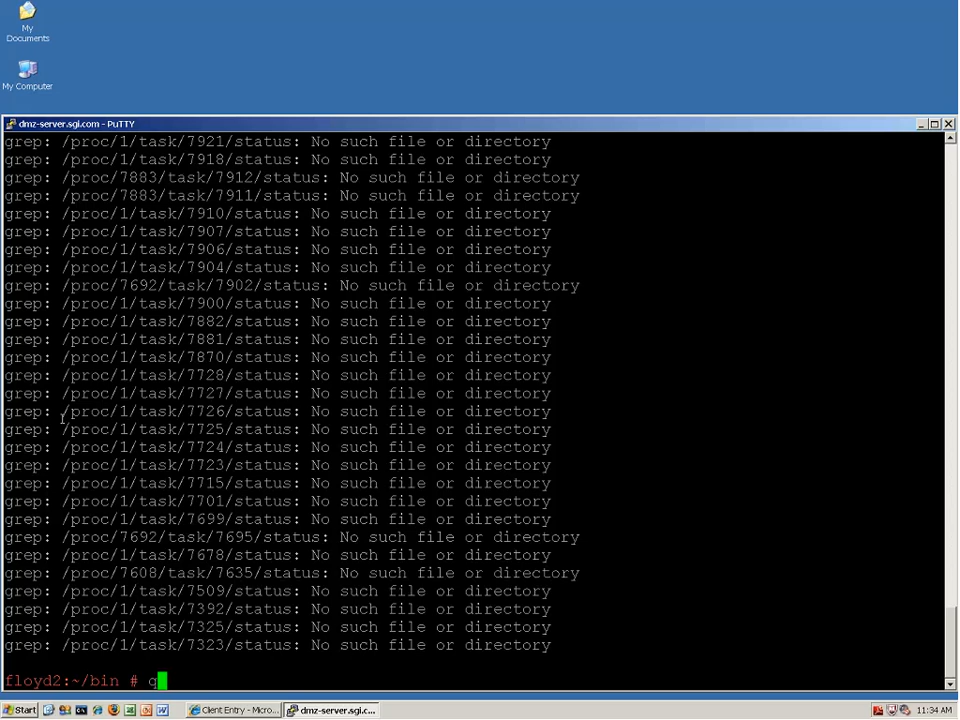 My
Documents
My Computer
dmz-server.sgi.com - PuTTY
grep: /proc/1/task/7921/status: No such file or directory
grep: /proc/1/task/7918/status: No such file or directory
grep: /proc/7883/task/7912/status: No such file or directory
grep: /proc/7883/task/7911/status: No such file or directory
grep: /proc/1/task/7910/status: No such file or directory
grep: /proc/1/task/7907/status: No such file or directory
grep: /proc/1/task/7906/status: No such file or directory
grep: /proc/1/task/7904/status: No such file or directory
grep: /proc/7692/task/7902/status: No such file or directory
grep: /proc/1/task/7900/status: No such file or directory
grep: /proc/1/task/7882/status: No such file or directory
grep: /proc/1/task/7881/status: No such file or directory
grep: /proc/1/task/7870/status: No such file or directory
grep: /proc/1/task/7728/status: No such file or directory
grep: /proc/1/task/7727/status: No such file or directory
grep: /proc/1/task/7726/status: No such file or directory
grep: /proc/1/task/7725/status: No such file or directory
grep: /proc/1/task/7724/status: No such file or directory
grep: /proc/1/task/7723/status: No such file or directory
grep: /proc/1/task/7715/status: No such file or directory
grep: /proc/1/task/7701/status: No such file or directory
grep: /proc/1/task/7699/status: No such file or directory
grep: /proc/7692/task/7695/status: No such file or directory
grep: /proc/1/task/7678/status: No such file or directory
grep: /proc/7608/task/7635/status: No such file or directory
grep: /proc/1/task/7509/status: No such file or directory
grep: /proc/1/task/7392/status: No such file or directory
grep: /proc/1/task/7325/status: No such file or directory
grep: /proc/1/task/7323/status: No such file or directory
floyd2:~/bin #
Start Client Entry - Micro... dmz-server.sgi.c... 11:34 AM